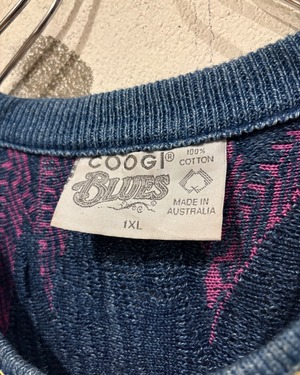 COOGI®
BLUES
1XL
100%
COTTON
MADE IN
AUSTRALIA